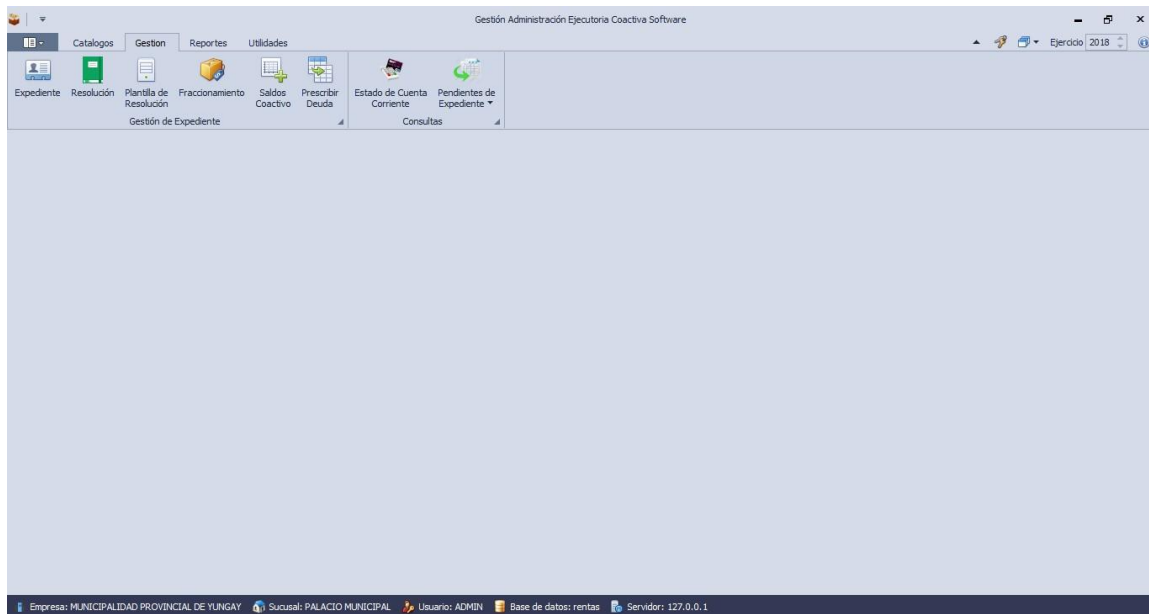 Gestión Administración Ejecutoria Coactiva Software
Catalogos Gestion Reportes Utilidades Ejercicio 2018
Expediente Resolución Plantilla de Resolución Fraccionamiento Saldos Coactivo Prescribir Deuda Estado de Cuenta Corriente Pendientes de Expediente
Gestión de Expediente Consultas
Empresa: MUNICIPALIDAD PROVINCIAL DE YUNGAY Sucusal: PALACIO MUNICIPAL Usuario: ADMIN Base de datos: rentas Servidor: 127.0.0.1